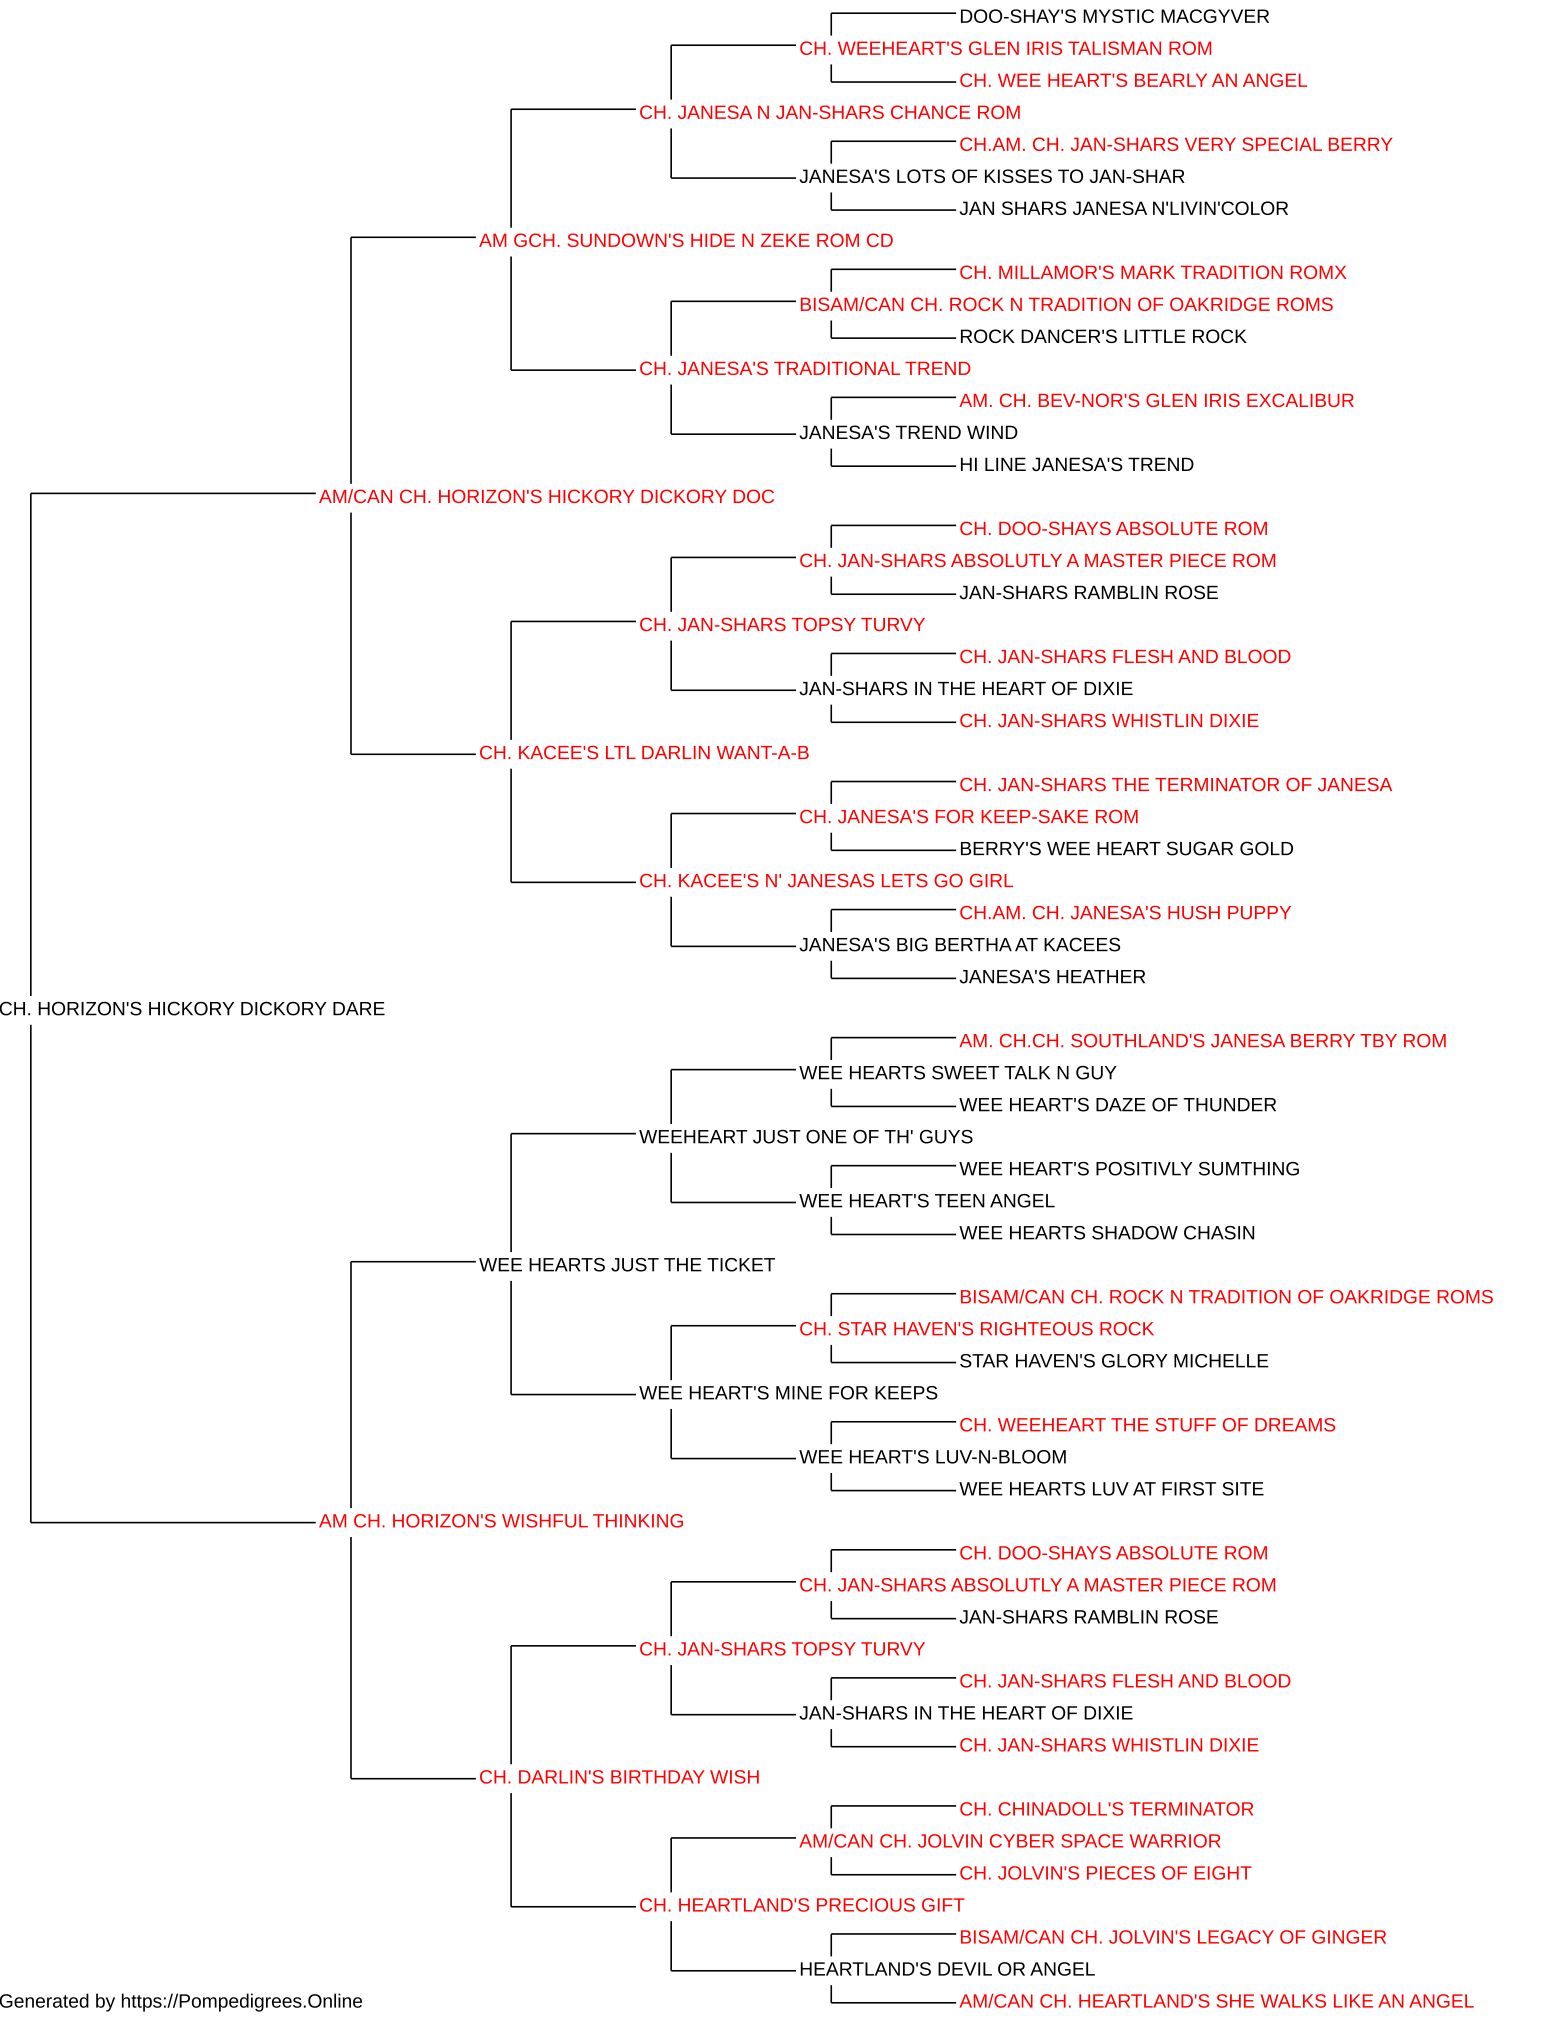 DOO-SHAY'S MYSTIC MACGYVER
CH. WEEHEART'S GLEN IRIS TALISMAN ROM
CH. WEE HEART'S BEARLY AN ANGEL
CH. JANESA N JAN-SHARS CHANCE ROM
CH.AM. CH. JAN-SHARS VERY SPECIAL BERRY
JANESA'S LOTS OF KISSES TO JAN-SHAR
JAN SHARS JANESA N'LIVIN'COLOR
AM GCH. SUNDOWN'S HIDE N ZEKE ROM CD
CH. MILLAMOR'S MARK TRADITION ROMX
BISAM/CAN CH. ROCK N TRADITION OF OAKRIDGE ROMS
ROCK DANCER'S LITTLE ROCK
CH. JANESA'S TRADITIONAL TREND
AM. CH. BEV-NOR'S GLEN IRIS EXCALIBUR
JANESA'S TREND WIND
HI LINE JANESA'S TREND
AM/CAN CH. HORIZON'S HICKORY DICKORY DOC
CH. DOO-SHAYS ABSOLUTE ROM
CH. JAN-SHARS ABSOLUTLY A MASTER PIECE ROM
JAN-SHARS RAMBLIN ROSE
CH. JAN-SHARS TOPSY TURVY
CH. JAN-SHARS FLESH AND BLOOD
JAN-SHARS IN THE HEART OF DIXIE
CH. JAN-SHARS WHISTLIN DIXIE
CH. KACEE'S LTL DARLIN WANT-A-B
CH. JAN-SHARS THE TERMINATOR OF JANESA
CH. JANESA'S FOR KEEP-SAKE ROM
BERRY'S WEE HEART SUGAR GOLD
CH. KACEE'S N' JANESAS LETS GO GIRL
CH.AM. CH. JANESA'S HUSH PUPPY
JANESA'S BIG BERTHA AT KACEES
JANESA'S HEATHER
CH. HORIZON'S HICKORY DICKORY DARE
AM. CH.CH. SOUTHLAND'S JANESA BERRY TBY ROM
WEE HEARTS SWEET TALK N GUY
WEE HEART'S DAZE OF THUNDER
WEEHEART JUST ONE OF TH' GUYS
WEE HEART'S POSITIVLY SUMTHING
WEE HEART'S TEEN ANGEL
WEE HEARTS SHADOW CHASIN
WEE HEARTS JUST THE TICKET
BISAM/CAN CH. ROCK N TRADITION OF OAKRIDGE ROMS
CH. STAR HAVEN'S RIGHTEOUS ROCK
STAR HAVEN'S GLORY MICHELLE
WEE HEART'S MINE FOR KEEPS
CH. WEEHEART THE STUFF OF DREAMS
WEE HEART'S LUV-N-BLOOM
WEE HEARTS LUV AT FIRST SITE
AM CH. HORIZON'S WISHFUL THINKING
CH. DOO-SHAYS ABSOLUTE ROM
CH. JAN-SHARS ABSOLUTLY A MASTER PIECE ROM
JAN-SHARS RAMBLIN ROSE
CH. JAN-SHARS TOPSY TURVY
CH. JAN-SHARS FLESH AND BLOOD
JAN-SHARS IN THE HEART OF DIXIE
CH. JAN-SHARS WHISTLIN DIXIE
CH. DARLIN'S BIRTHDAY WISH
CH. CHINADOLL'S TERMINATOR
AM/CAN CH. JOLVIN CYBER SPACE WARRIOR
CH. JOLVIN'S PIECES OF EIGHT
CH. HEARTLAND'S PRECIOUS GIFT
BISAM/CAN CH. JOLVIN'S LEGACY OF GINGER
HEARTLAND'S DEVIL OR ANGEL
AM/CAN CH. HEARTLAND'S SHE WALKS LIKE AN ANGEL
Generated by https://Pompedigrees.Online